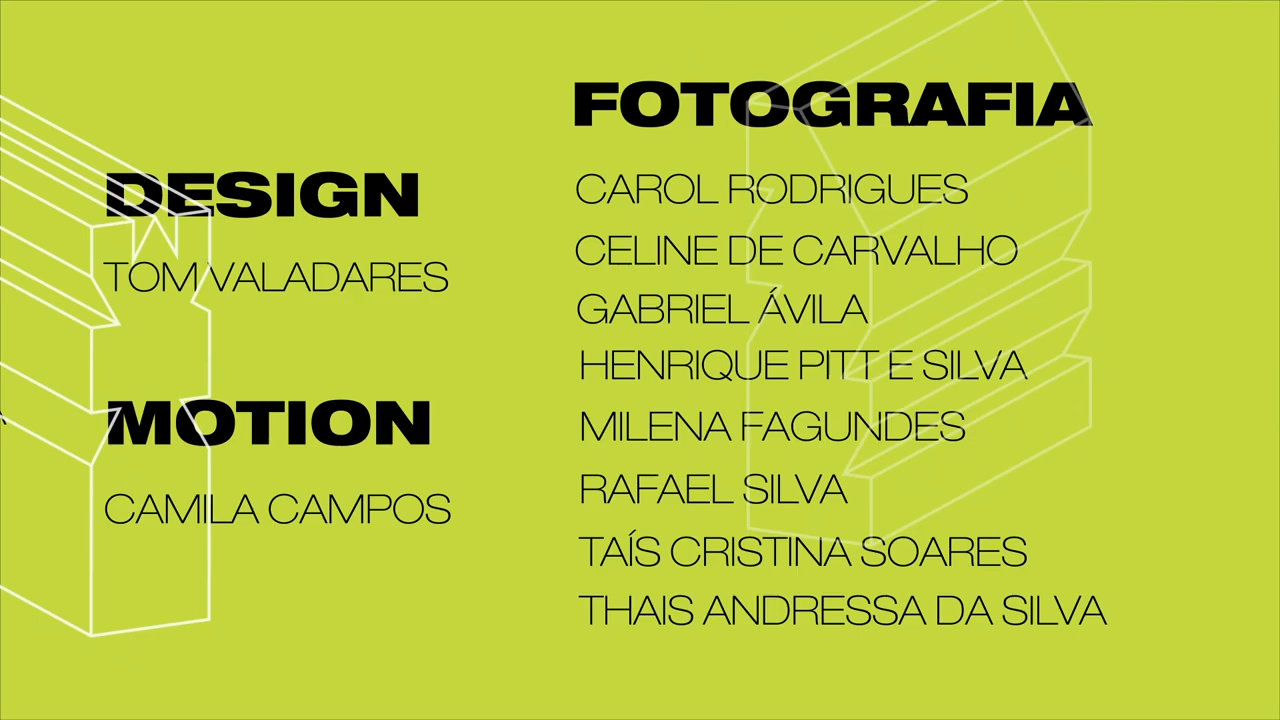 DESIGN
TOM VALADARES
MOTION
CAMILA CAMPOS
FOTOGRAFIA
CAROL RODRIGUES
CELINE DE CARVALHO
GABRIEL ÁVILA
HENRIQUE PITT E SILVA
MILENA FAGUNDES
RAFAEL SILVA
TAÍS CRISTINA SOARES
THAIS ANDRESSA DA SILVA